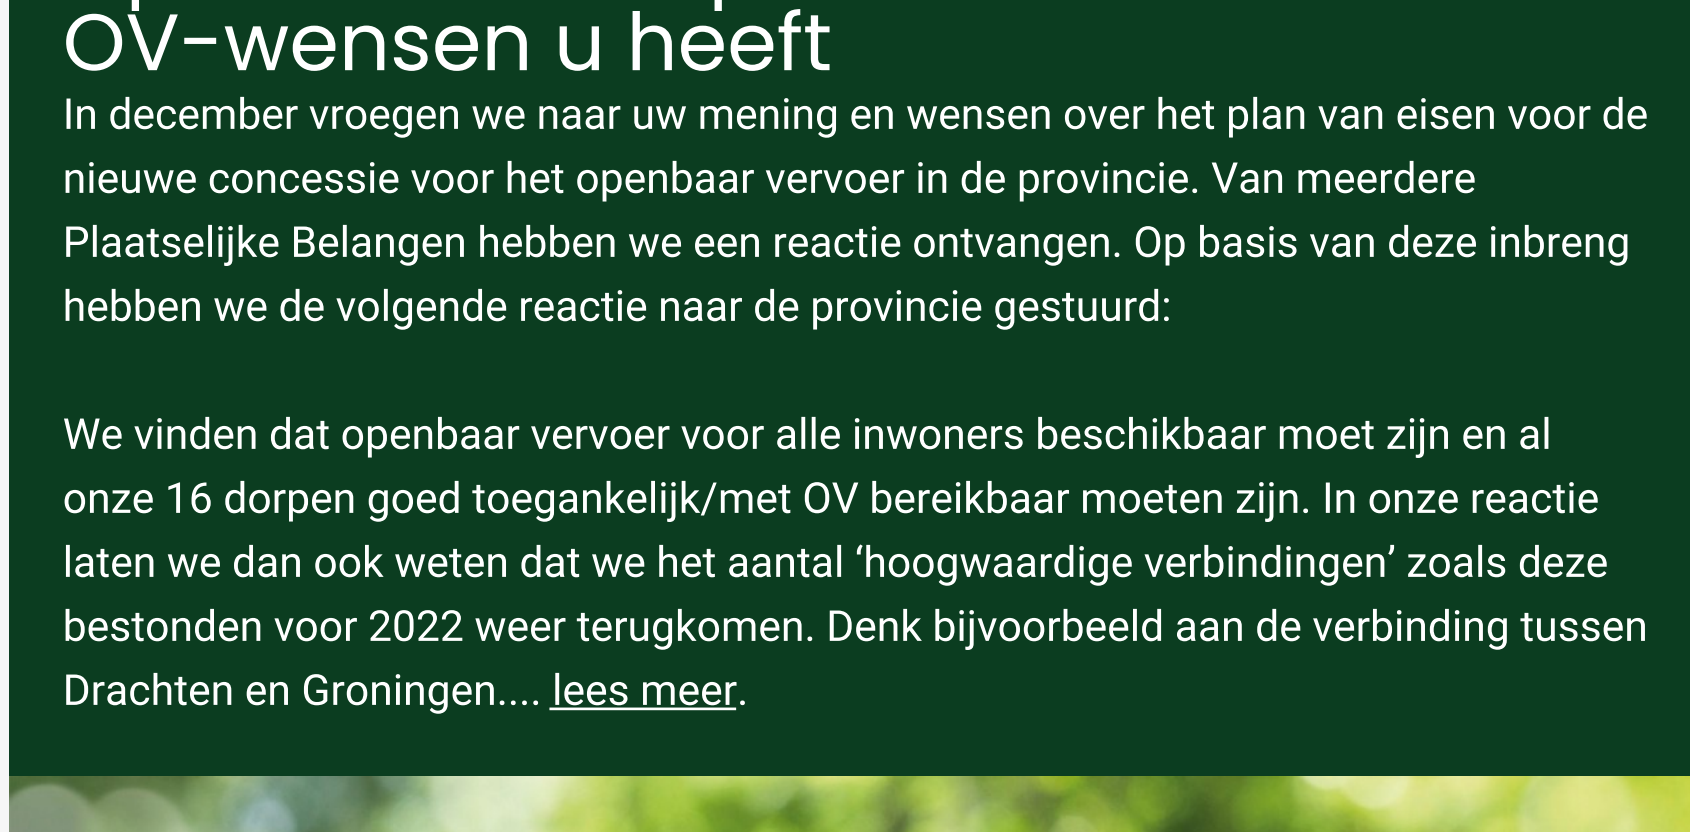 OV-wensen u heeft
In december vroegen we naar uw mening en wensen over het plan van eisen voor de
nieuwe concessie voor het openbaar vervoer in de provincie. Van meerdere
Plaatselijke Belangen hebben we een reactie ontvangen. Op basis van deze inbreng
hebben we de volgende reactie naar de provincie gestuurd:
We vinden dat openbaar vervoer voor alle inwoners beschikbaar moet zijn en al
onze 16 dorpen goed toegankelijk/met OV bereikbaar moeten zijn. In onze reactie
laten we dan ook weten dat we het aantal ‘hoogwaardige verbindingen’ zoals deze
bestonden voor 2022 weer terugkomen. Denk bijvoorbeeld aan de verbinding tussen
Drachten en Groningen.... lees meer.